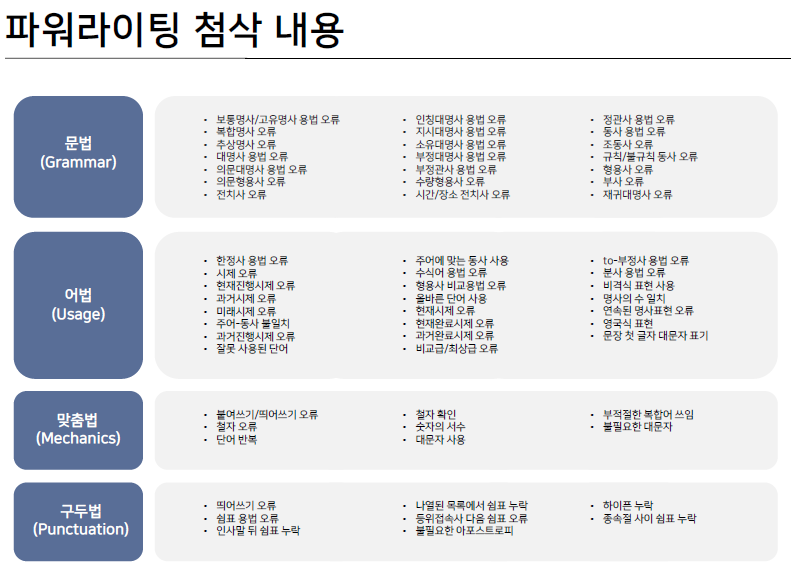 파워라이팅 첨삭 내용
문법
(Grammar)
• 보통명사/고유명사 용법 오류
• 복합명사 오류
• 추상명사 오류
• 대명사 용법 오류
• 의문대명사 용법 오류
• 의문형용사 오류
• 전치사 오류
• 인칭대명사 용법 오류
• 지시대명사 용법 오류
• 소유대명사 용법 오류
• 부정대명사 용법 오류
• 부정관사 용법 오류
• 수량형용사 오류
• 시간/장소 전치사 오류
• 정관사 용법 오류
• 동사 용법 오류
• 조동사 오류
• 규칙/불규칙 동사 오류
• 형용사 오류
• 부사 오류
• 재귀대명사 오류
어법
(Usage)
• 한정사 용법 오류
• 시제 오류
• 현재진행시제 오류
• 과거시제 오류
• 미래시제 오류
• 주어-동사 불일치
• 과거진행시제 오류
• 잘못 사용된 단어
• 주어에 맞는 동사 사용
• 수식어 용법 오류
• 형용사 비교용법 오류
• 올바른 단어 사용
• 현재시제 오류
• 현재완료시제 오류
• 과거완료시제 오류
• 비교급/최상급 오류
• to-부정사 용법 오류
• 분사 용법 오류
• 비격식 표현 사용
• 명사의 수 일치
• 연속된 명사표현 오류
• 영국식 표현
• 문장 첫 글자 대문자 표기
맞춤법
(Mechanics)
• 붙여쓰기/띄어쓰기 오류
• 철자 오류
• 단어 반복
• 철자 확인
• 숫자의 서수
• 대문자 사용
• 부적절한 복합어 쓰임
• 불필요한 대문자
구두법
(Punctuation)
• 띄어쓰기 오류
• 쉼표 용법 오류
• 인사말 뒤 쉼표 누락
• 나열된 목록에서 쉼표 누락
• 등위접속사 다음 쉼표 오류
• 불필요한 아포스트로피
• 하이픈 누락
• 종속절 사이 쉼표 누락